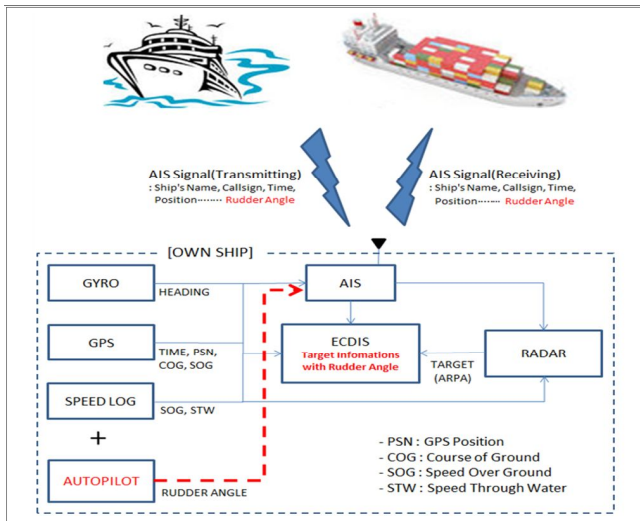 AIS Signal(Transmitting)
: Ship's Name, Callsign, Time,
Position········ Rudder Angle
AIS Signal(Receiving)
: Ship's Name, Callsign, Time,
Position······· Rudder Angle
[OWN SHIP]
GYRO
HEADING
AIS
GPS
TIME, PSN,
COG, SOG
ECDIS
Target Infomations
with Rudder Angle
TARGET
(ARPA)
RADAR
SPEED LOG
SOG, STW
+
AUTOPILOT
RUDDER ANGLE
- PSN : GPS Position
- COG : Course of Ground
- SOG : Speed Over Ground
- STW : Speed Through Water